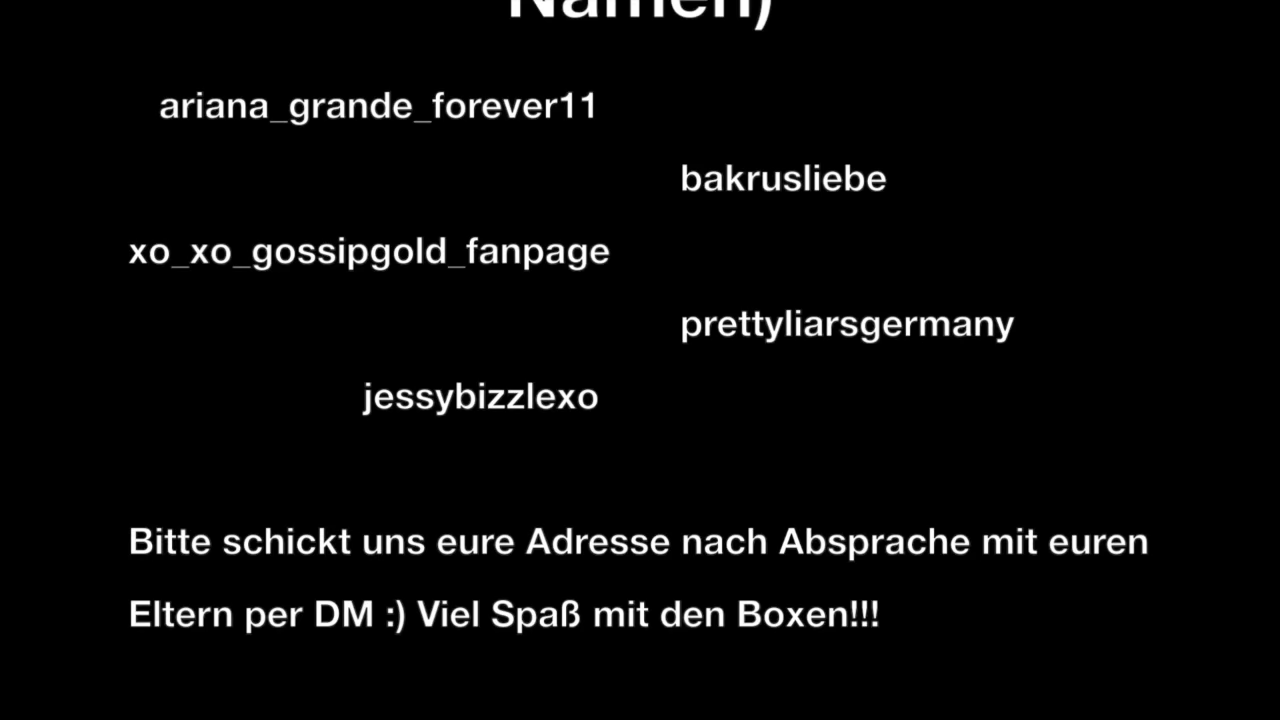 Namen)
ariana_grande_forever11
bakrusliebe
xo_xo_gossipgold_fanpage
prettyliarsgermany
jessybizzlexo
Bitte schickt uns eure Adresse nach Absprache mit euren
Eltern per DM :) Viel Spaß mit den Boxen!!!